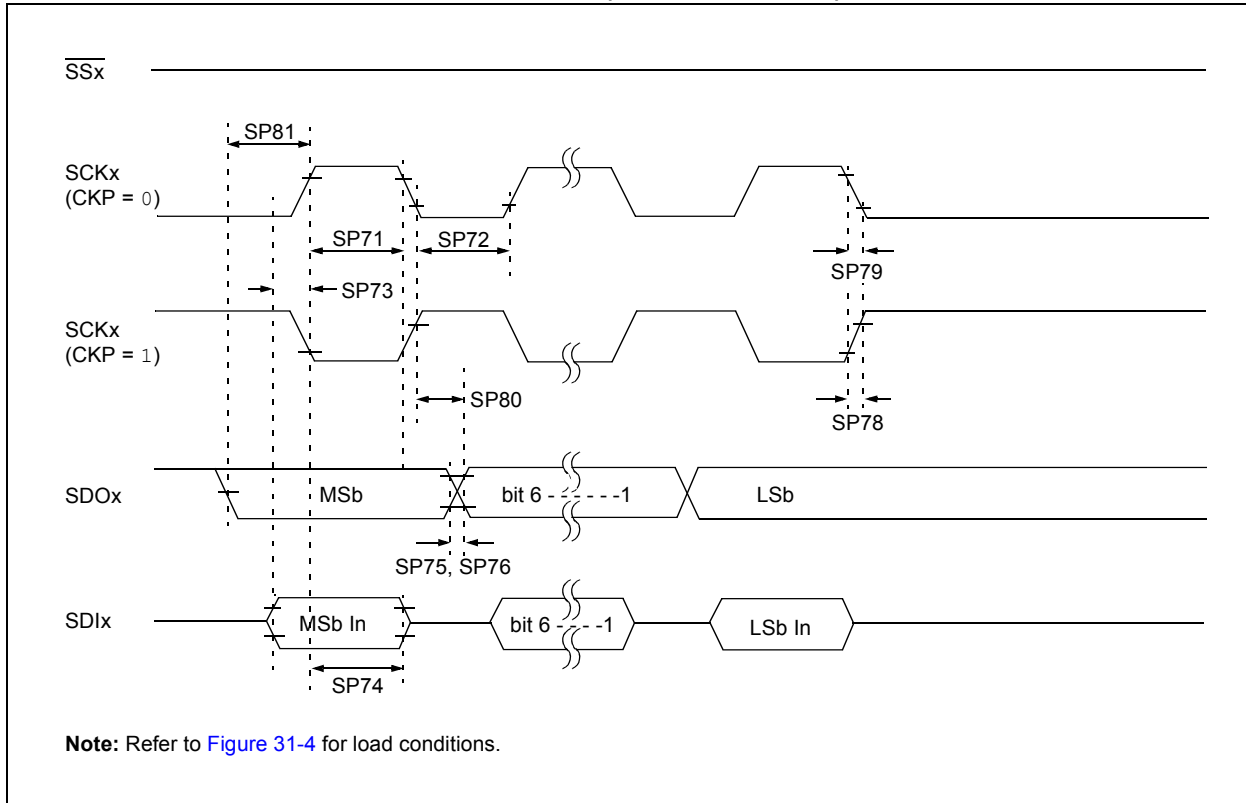 SSx
SP81
SCKx
(CKP = 0)
SP71
SP72
SP79
SP73
SCKx
(CKP = 1)
SP80
SP78
SDOx
MSb
bit 6 - - - - - -1
LSb
SP75, SP76
SDIx
MSb In
bit 6 - - - -1
LSb In
SP74
Note: Refer to Figure 31-4 for load conditions.